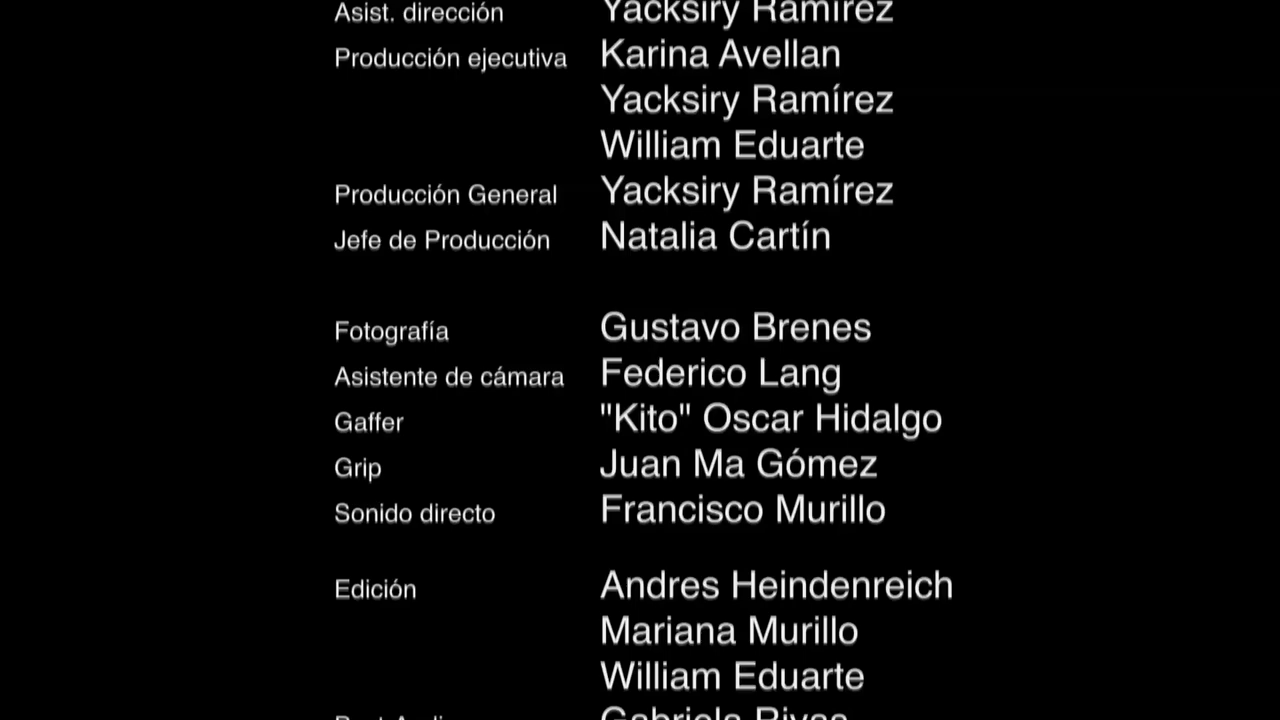 Asist. dirección Yacksiry Ramírez
Producción ejecutiva Karina Avellan
Yacksiry Ramírez
William Eduarte
Producción General Yacksiry Ramírez
Jefe de Producción Natalia Cartín
Fotografía Gustavo Brenes
Asistente de cámara Federico Lang
Gaffer "Kito" Oscar Hidalgo
Grip Juan Ma Gómez
Sonido directo Francisco Murillo
Edición Andres Heindenreich
Mariana Murillo
William Eduarte
Gabriela Rivas